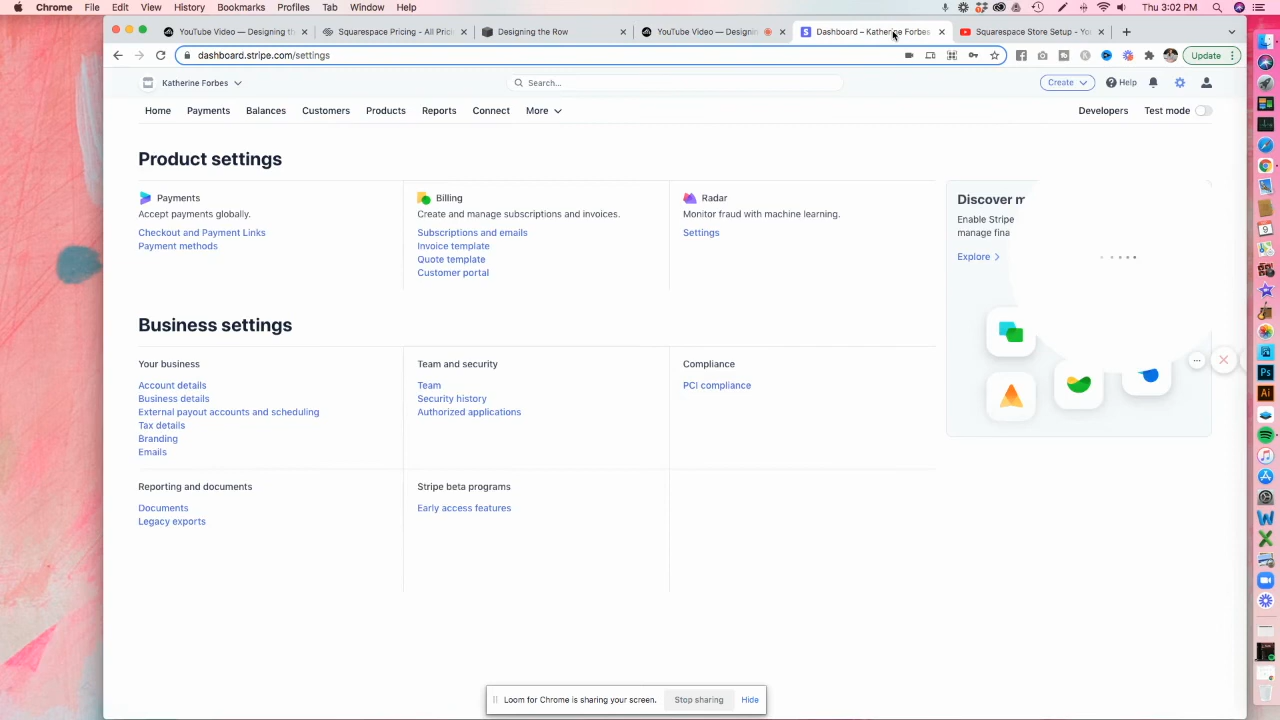 Chrome File Edit View History Bookmarks Profiles Tab Window Help
Thu 3:02 PM
YouTube Video — Designing th
Squarespace Pricing - All Prici
Designing the Row
YouTube Video — Designin
Dashboard – Katherine Forbes
Squarespace Store Setup - Yo
dashboard.stripe.com/settings
Update
Katherine Forbes
Search...
Create
Help
Home Payments Balances Customers Products Reports Connect More
Developers Test mode
Product settings
Payments
Accept payments globally.
Checkout and Payment Links
Payment methods
Billing
Create and manage subscriptions and invoices.
Subscriptions and emails
Invoice template
Quote template
Customer portal
Radar
Monitor fraud with machine learning.
Settings
Discover m
Enable Stripe
manage fina
Explore
Business settings
Your business
Account details
Business details
External payout accounts and scheduling
Tax details
Branding
Emails
Team and security
Team
Security history
Authorized applications
Compliance
PCI compliance
Reporting and documents
Documents
Legacy exports
Stripe beta programs
Early access features
Loom for Chrome is sharing your screen.
Stop sharing
Hide